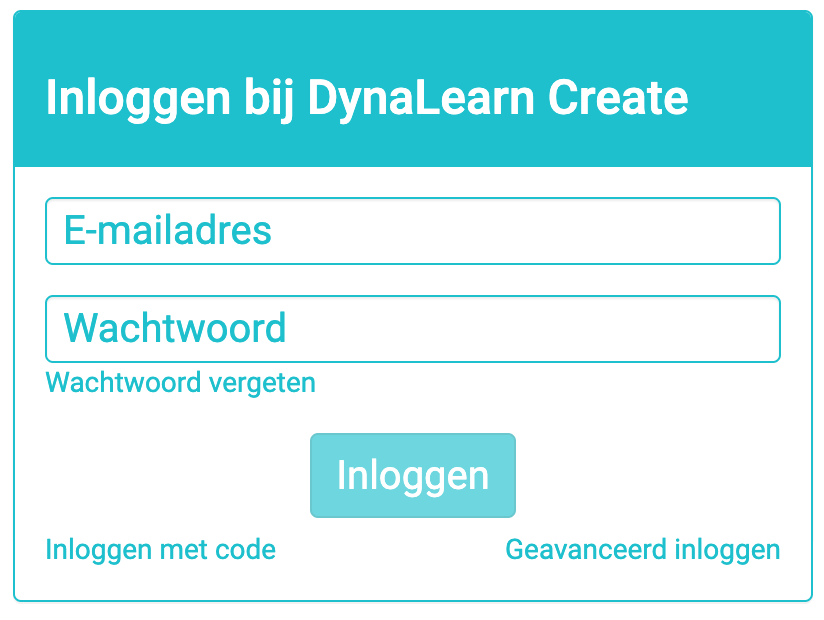 Inloggen bij DynaLearn Create
E-mailadres
Wachtwoord
Wachtwoord vergeten
Inloggen
Inloggen met code
Geavanceerd inloggen